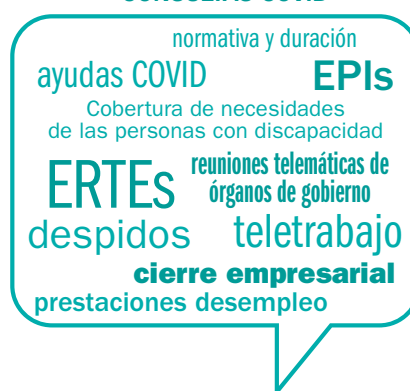 normativa y duración
ayudas COVID EPIs
Cobertura de necesidades
de las personas con discapacidad
ERTEs reuniones telemáticas de
órganos de gobierno
despidos teletrabajo
cierre empresarial
prestaciones desempleo